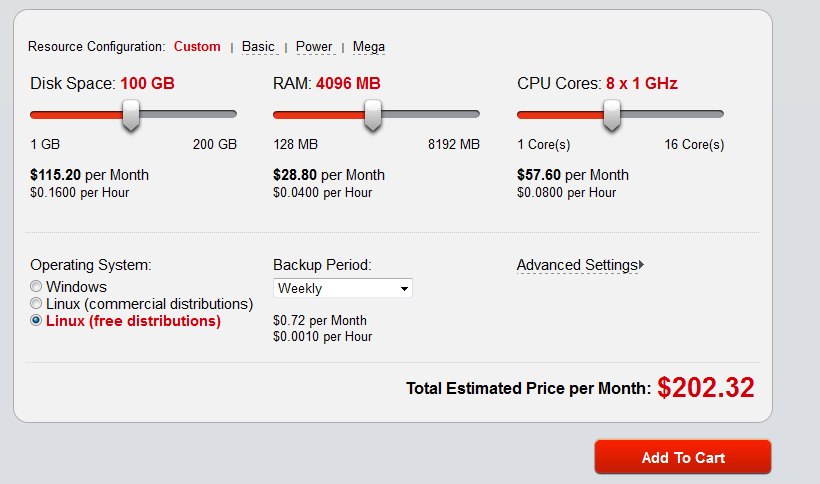 Resource Configuration: Custom | Basic | Power | Mega
Disk Space: 100 GB
1 GB 200 GB
$115.20 per Month
$0.1600 per Hour
RAM: 4096 MB
128 MB 8192 MB
$28.80 per Month
$0.0400 per Hour
CPU Cores: 8 x 1 GHz
1 Core(s) 16 Core(s)
$57.60 per Month
$0.0800 per Hour
Operating System:
Windows
Linux (commercial distributions)
Linux (free distributions)
Backup Period:
Weekly
$0.72 per Month
$0.0010 per Hour
Advanced Settings
Total Estimated Price per Month: $202.32
Add To Cart